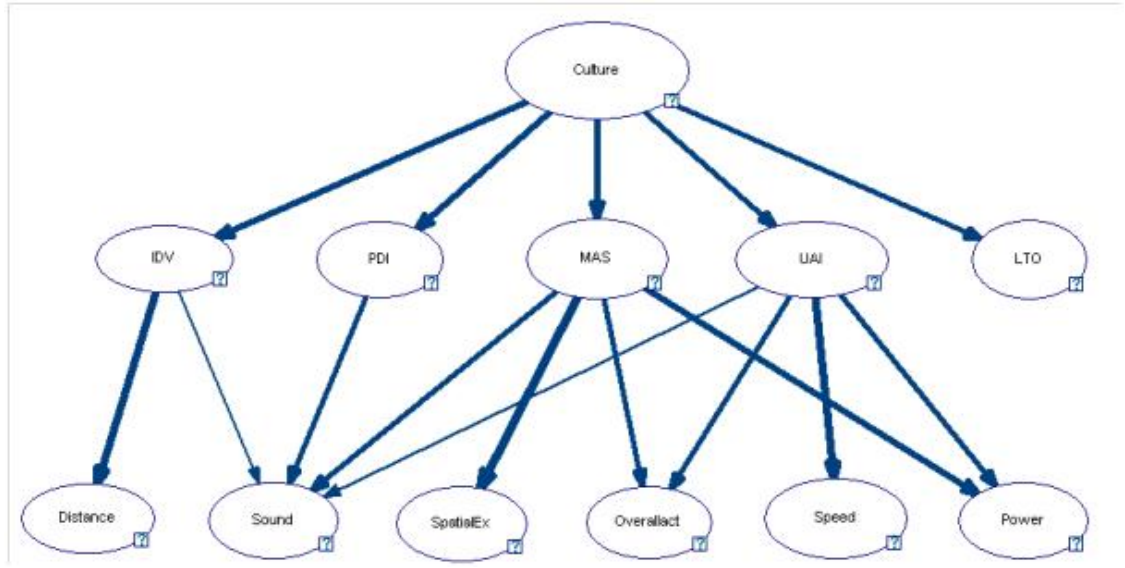 Culture
?
IDV
?
PDI
?
MAS
?
UAI
?
LTO
?
Distance
?
Sound
?
SpatialEx
?
Overallact
?
Speed
?
Power
?